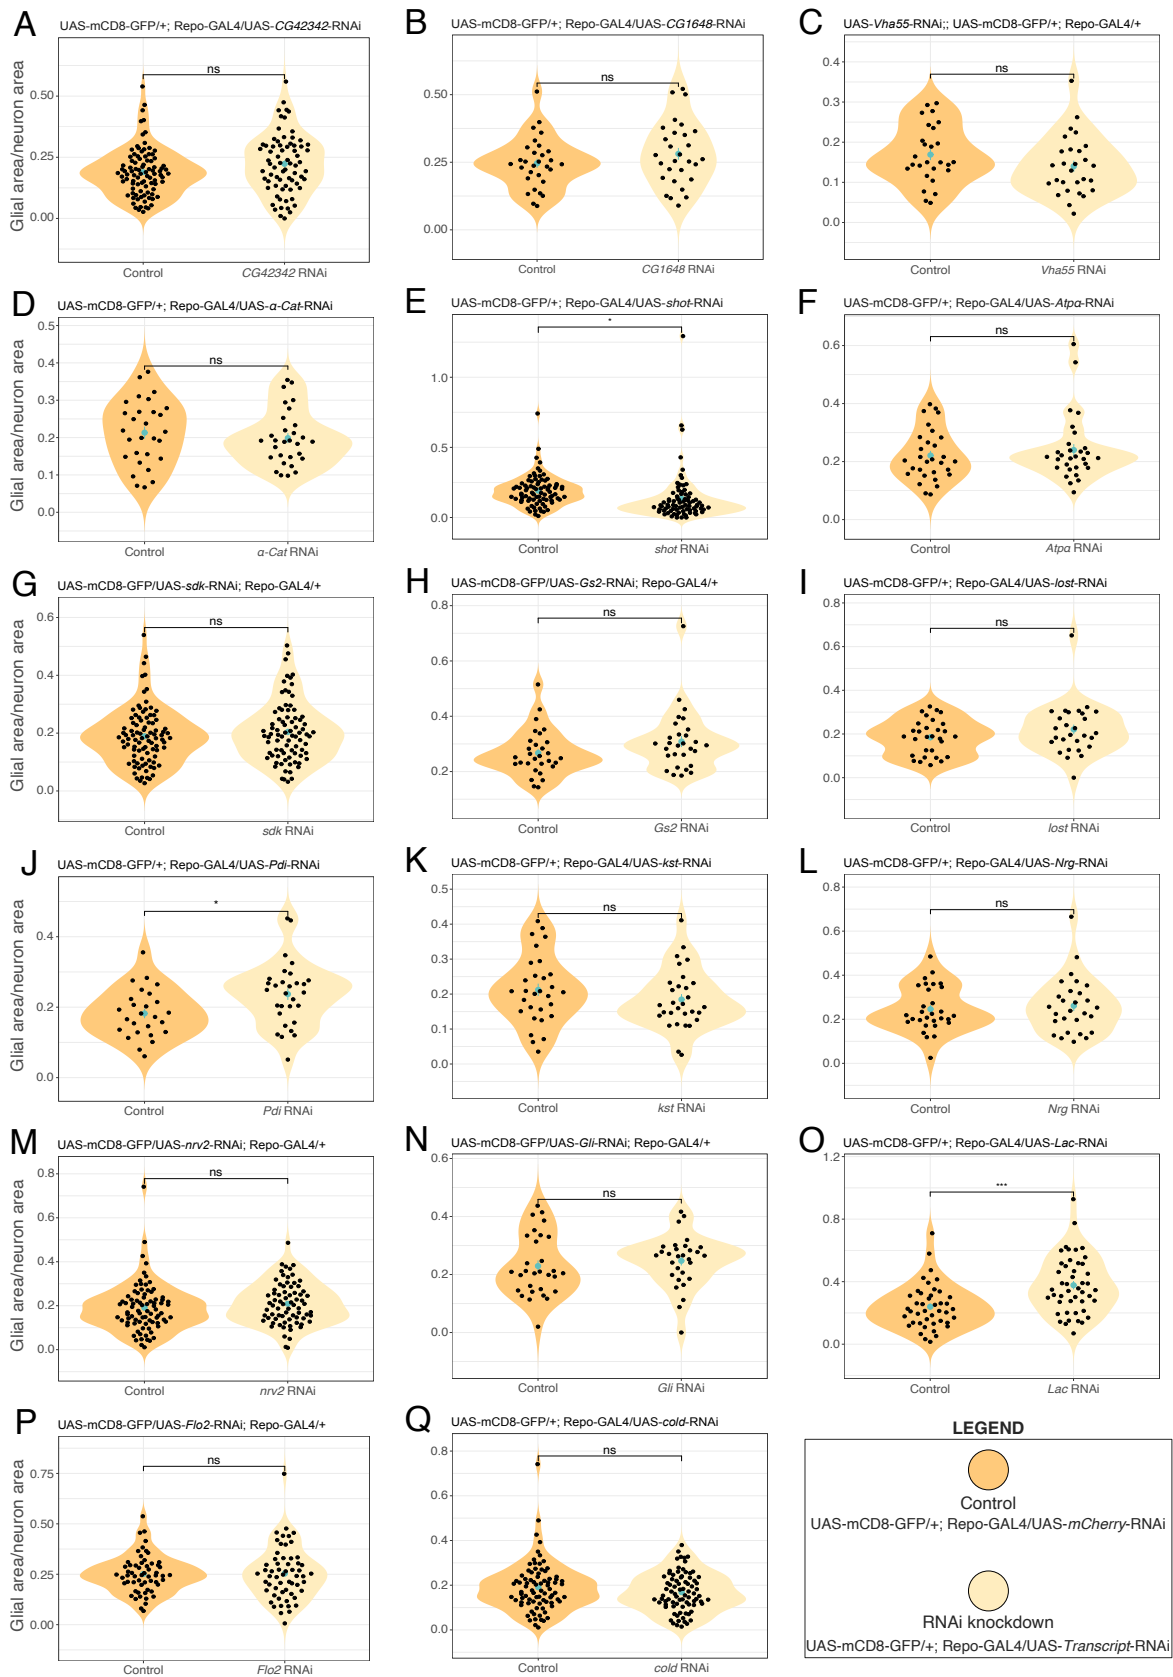 A UAS-mCD8-GFP/+; Repo-GAL4/UAS-CG42342-RNAi
ns
Glial area/neuron area
0.50
0.25
0.00
Control
CG42342 RNAi
B UAS-mCD8-GFP/+; Repo-GAL4/UAS-CG1648-RNAi
ns
0.50
0.25
0.00
Control
CG1648 RNAi
C UAS-Vha55-RNAi;; UAS-mCD8-GFP/+; Repo-GAL4/+
ns
0.4
0.3
0.2
0.1
0.0
Control
Vha55 RNAi
D UAS-mCD8-GFP/+; Repo-GAL4/UAS-α-Cat-RNAi
ns
Glial area/neuron area
0.5
0.4
0.3
0.2
0.1
0.0
Control
α-Cat RNAi
E UAS-mCD8-GFP/+; Repo-GAL4/UAS-shot-RNAi
*
1.0
0.5
0.0
Control
shot RNAi
F UAS-mCD8-GFP/+; Repo-GAL4/UAS-Atpα-RNAi
ns
0.6
0.4
0.2
0.0
Control
Atpα RNAi
G UAS-mCD8-GFP/UAS-sdk-RNAi; Repo-GAL4/+
ns
Glial area/neuron area
0.6
0.4
0.2
0.0
Control
sdk RNAi
H UAS-mCD8-GFP/UAS-Gs2-RNAi; Repo-GAL4/+
ns
0.8
0.6
0.4
0.2
Control
Gs2 RNAi
I UAS-mCD8-GFP/+; Repo-GAL4/UAS-lost-RNAi
ns
0.8
0.6
0.4
0.2
0.0
Control
lost RNAi
J UAS-mCD8-GFP/+; Repo-GAL4/UAS-Pdi-RNAi
*
Glial area/neuron area
0.4
0.2
0.0
Control
Pdi RNAi
K UAS-mCD8-GFP/+; Repo-GAL4/UAS-kst-RNAi
ns
0.5
0.4
0.3
0.2
0.1
0.0
Control
kst RNAi
L UAS-mCD8-GFP/+; Repo-GAL4/UAS-Nrg-RNAi
ns
0.8
0.6
0.4
0.2
0.0
Control
Nrg RNAi
M UAS-mCD8-GFP/UAS-nrv2-RNAi; Repo-GAL4/+
ns
Glial area/neuron area
0.8
0.6
0.4
0.2
0.0
Control
nrv2 RNAi
N UAS-mCD8-GFP/UAS-Gli-RNAi; Repo-GAL4/+
ns
0.6
0.4
0.2
0.0
Control
Gli RNAi
O UAS-mCD8-GFP/+; Repo-GAL4/UAS-Lac-RNAi
***
1.2
0.8
0.4
0.0
Control
Lac RNAi
P UAS-mCD8-GFP/UAS-Flo2-RNAi; Repo-GAL4/+
ns
Glial area/neuron area
0.75
0.50
0.25
0.00
Control
Flo2 RNAi
Q UAS-mCD8-GFP/+; Repo-GAL4/UAS-cold-RNAi
ns
0.8
0.6
0.4
0.2
0.0
Control
cold RNAi
LEGEND
Control
UAS-mCD8-GFP/+; Repo-GAL4/UAS-mCherry-RNAi
RNAi knockdown
UAS-mCD8-GFP/+; Repo-GAL4/UAS-Transcript-RNAi